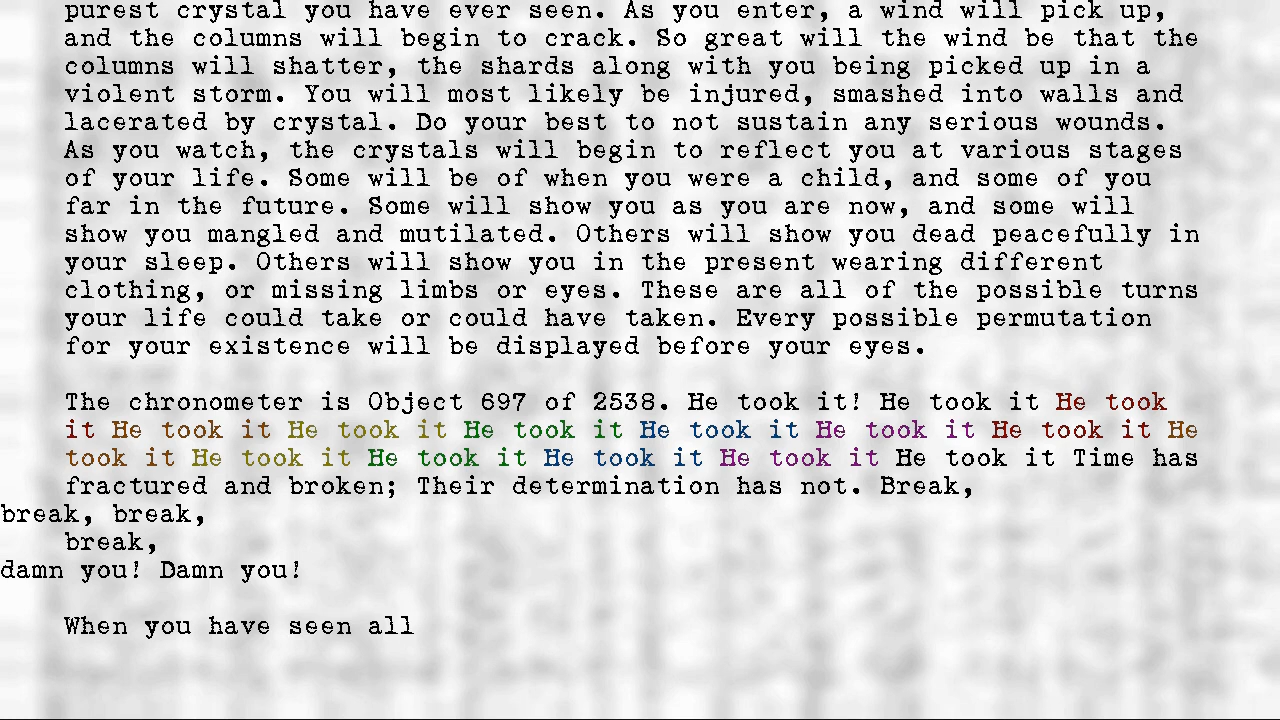 purest crystal you have ever seen. As you enter, a wind will pick up,
and the columns will begin to crack. So great will the wind be that the
columns will shatter, the shards along with you being picked up in a
violent storm. You will most likely be injured, smashed into walls and
lacerated by crystal. Do your best to not sustain any serious wounds.
As you watch, the crystals will begin to reflect you at various stages
of your life. Some will be of when you were a child, and some of you
far in the future. Some will show you as you are now, and some will
show you mangled and mutilated. Others will show you dead peacefully in
your sleep. Others will show you in the present wearing different
clothing, or missing limbs or eyes. These are all of the possible turns
your life could take or could have taken. Every possible permutation
for your existence will be displayed before your eyes.
The chronometer is Object 697 of 2538. He took it! He took it He took
it He took it He took it He took it He took it He took it He took it He
took it He took it He took it He took it He took it He took it Time has
fractured and broken; Their determination has not. Break,
break, break,
break,
damn you! Damn you!
When you have seen all